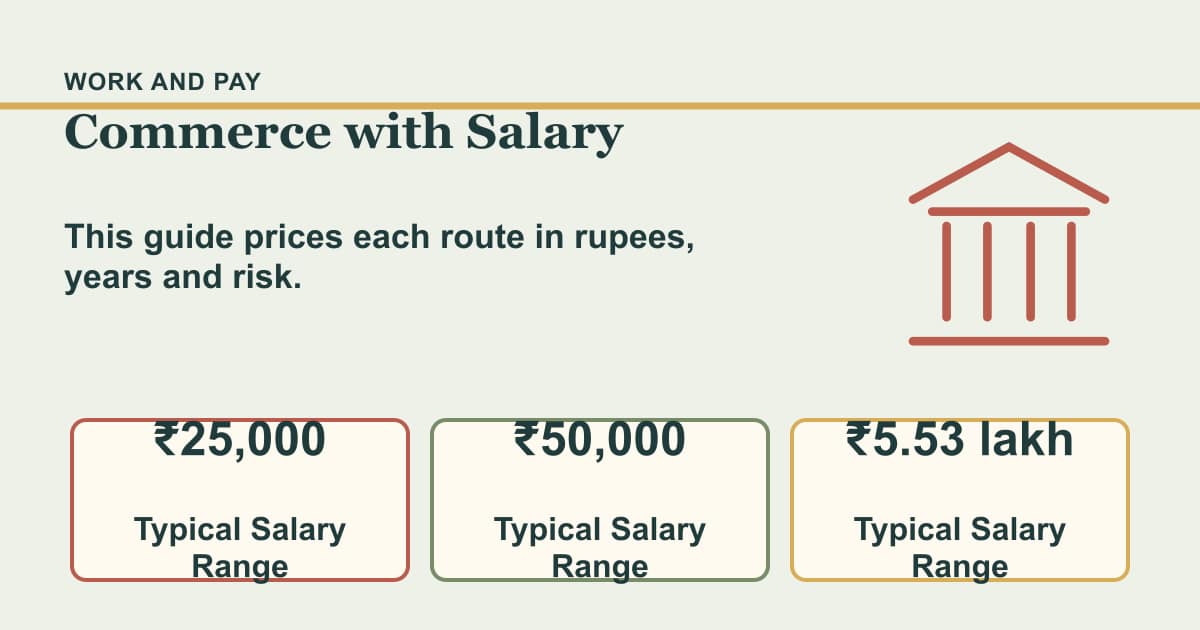 WORK AND PAY
Commerce with Salary
This guide prices each route in rupees,
years and risk.
₹25,000
Typical Salary
Range
₹50,000
Typical Salary
Range
₹5.53 lakh
Typical Salary
Range